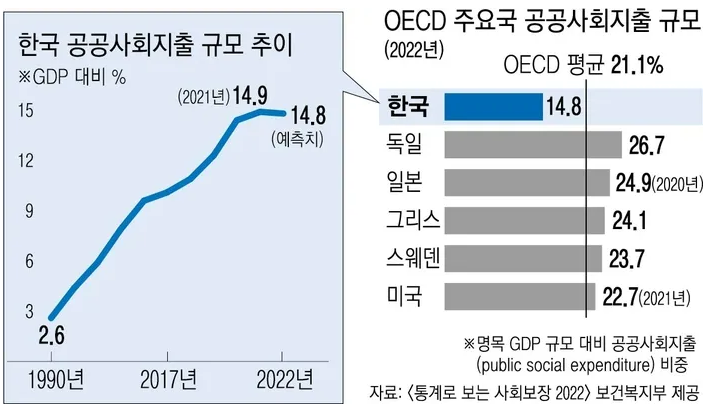 한국 공공사회지출 규모 추이
※GDP 대비 %
15
12
9
6
3
(2021년)14.9
14.8
(예측치)
2.6
1990년 2017년 2022년
OECD 주요국 공공사회지출 규모
(2022년)
OECD 평균 21.1%
한국 14.8
독일 26.7
일본 24.9(2020년)
그리스 24.1
스웨덴 23.7
미국 22.7(2021년)
※명목 GDP 규모 대비 공공사회지출
(public social expenditure) 비중
자료: <통계로 보는 사회보장 2022> 보건복지부 제공